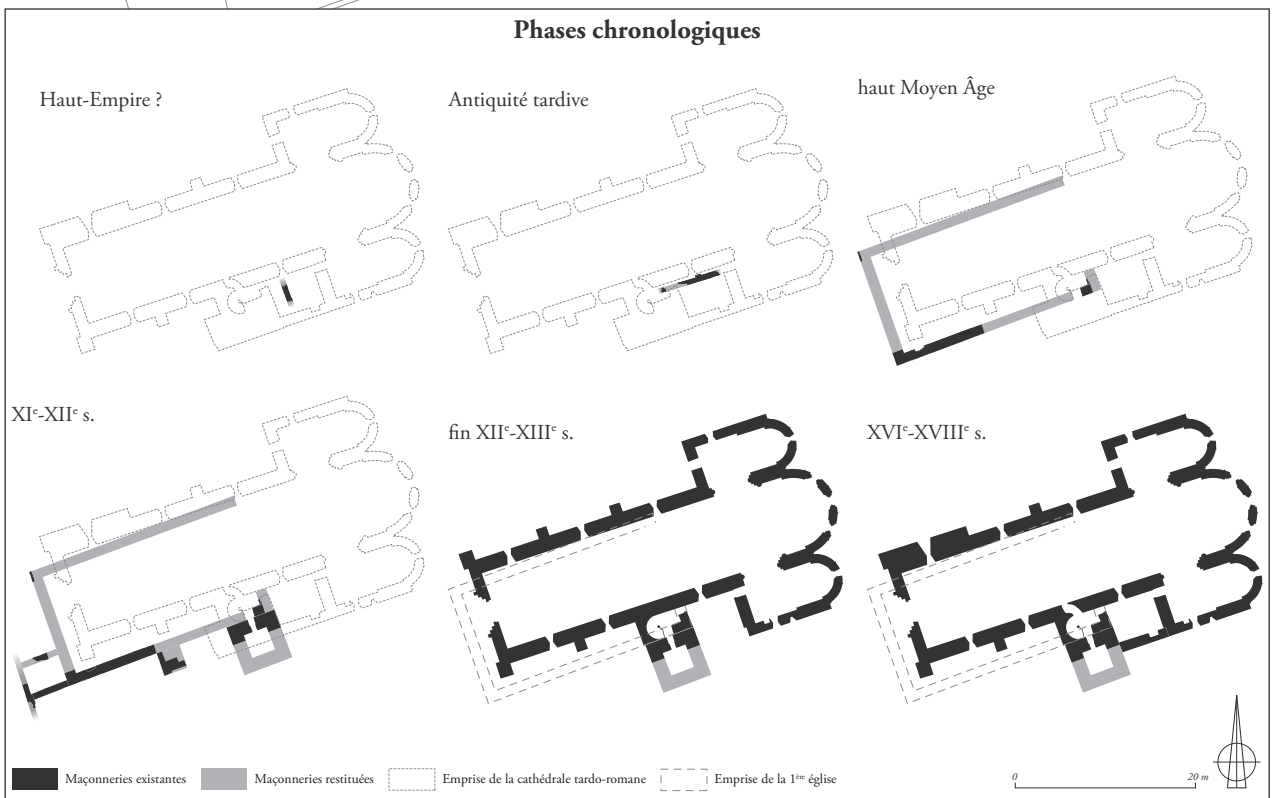 Phases chronologiques
Haut-Empire ?
Antiquité tardive
haut Moyen Âge
XIe-XIIe s.
fin XIIe-XIIIe s.
XVIe-XVIIIe s.
Maçonneries existantes
Maçonneries restituées
Emprise de la cathédrale tardo-romane
Emprise de la 1ère église
0
20 m